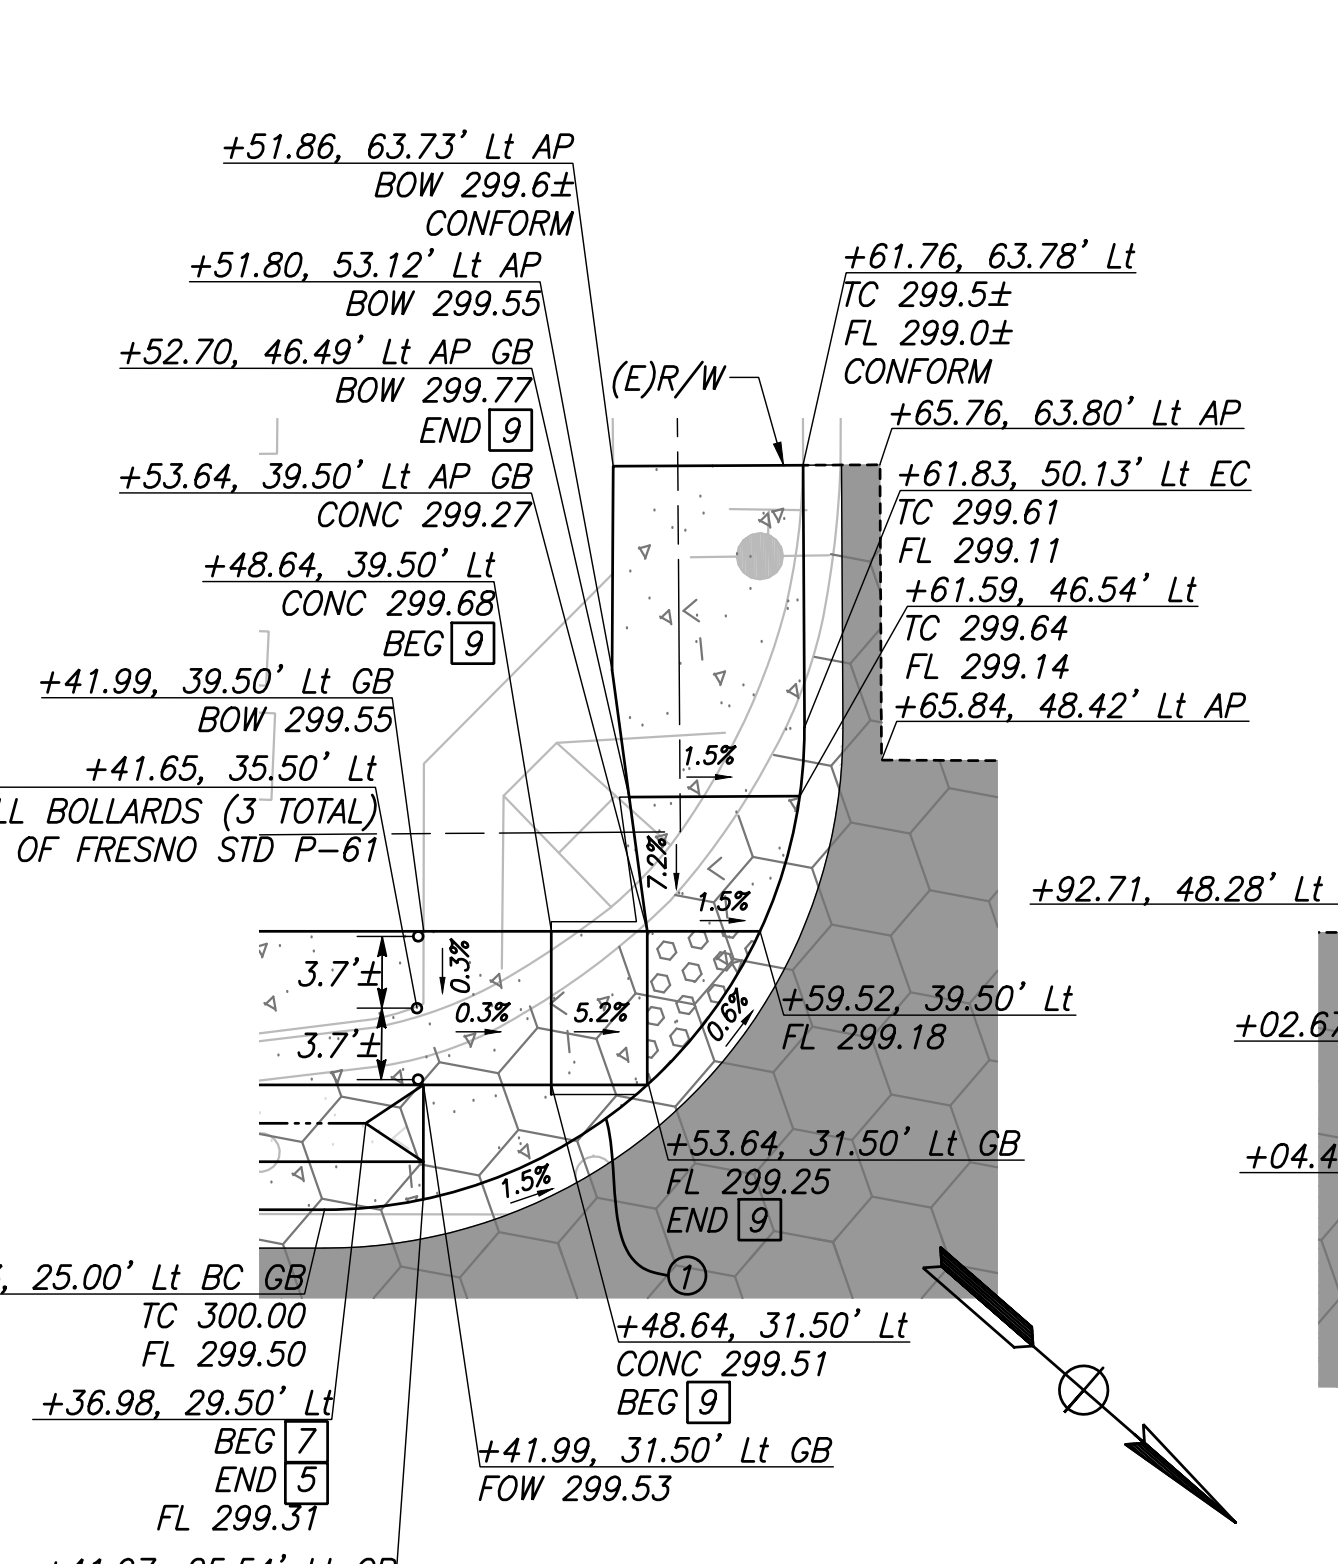 +51.86, 63.73' Lt AP
BOW 299.6±
CONFORM
+51.80, 53.12' Lt AP
BOW 299.55
+52.70, 46.49' Lt AP GB
BOW 299.77
END 9
+53.64, 39.50' Lt AP GB
CONC 299.27
+48.64, 39.50' Lt
CONC 299.68
BEG 9
+41.99, 39.50' Lt GB
BOW 299.55
+41.65, 35.50' Lt
BOLLARDS (3 TOTAL)
OF FRESNO STD P-61
(E)R/W
+61.76, 63.78' Lt
TC 299.5±
FL 299.0±
CONFORM
+65.76, 63.80' Lt AP
+61.83, 50.13' Lt EC
TC 299.61
FL 299.11
+61.59, 46.54' Lt
TC 299.64
FL 299.14
+65.84, 48.42' Lt AP
1.5%
7.2%
1.5%
+92.71, 48.28' Lt
3.7'±
0.3%
0.3%
5.2%
0.6%
3.7'±
+59.52, 39.50' Lt
FL 299.18
+53.64, 31.50' Lt GB
FL 299.25
END 9
1.5%
1
25.00' Lt BC GB
TC 300.00
FL 299.50
+48.64, 31.50' Lt
CONC 299.51
BEG 9
+36.98, 29.50' Lt
BEG 7
END 5
FL 299.31
+41.99, 31.50' Lt GB
FOW 299.53